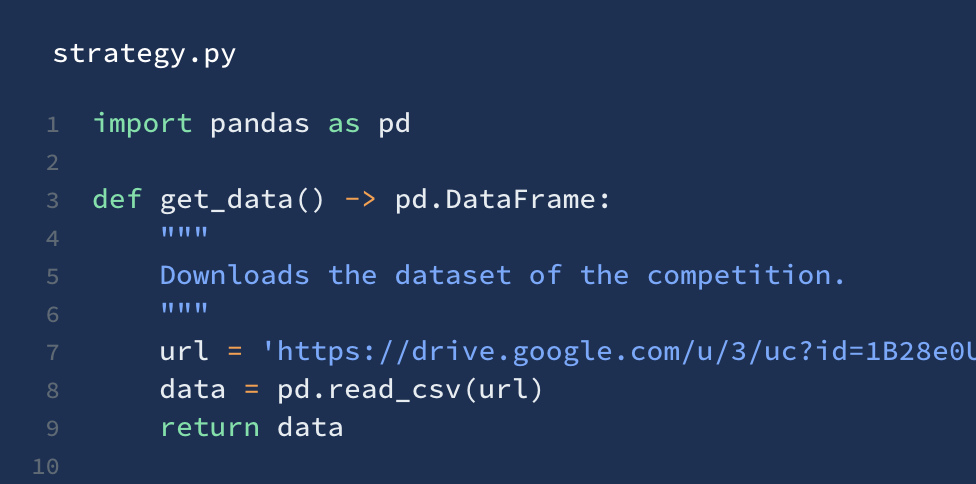 strategy.py
1 import pandas as pd
2
3 def get_data() -> pd.DataFrame:
4     """
5     Downloads the dataset of the competition.
6     """
7     url = 'https://drive.google.com/u/3/uc?id=1B28e0U
8     data = pd.read_csv(url)
9     return data
10